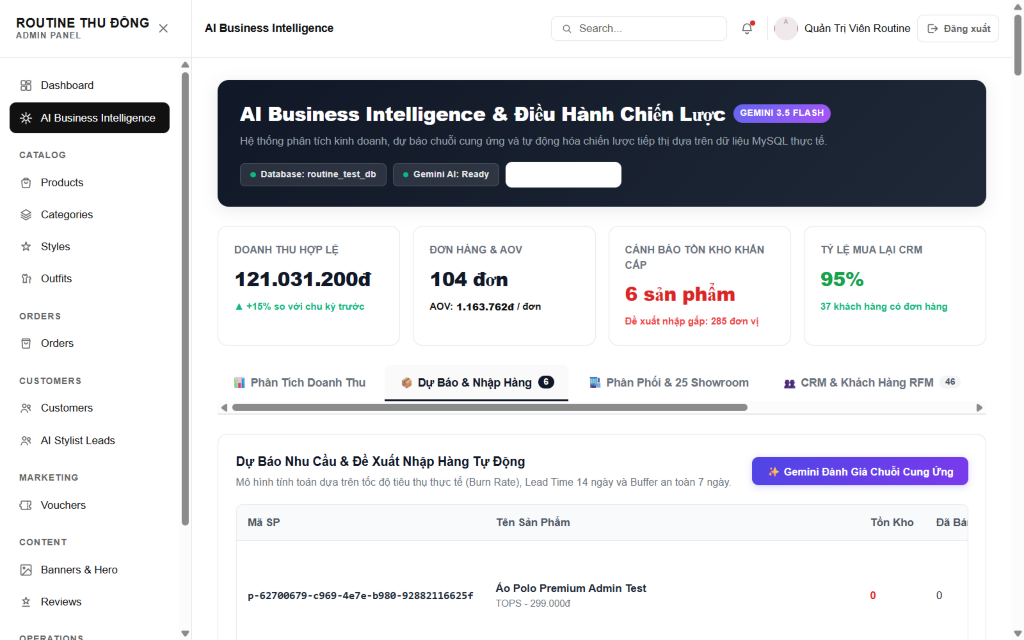 ROUTINE THU ĐÔNG
ADMIN PANEL
AI Business Intelligence
Search...
A
Quản Trị Viên Routine
Đăng xuất
Dashboard
AI Business Intelligence
CATALOG
Products
Categories
Styles
Outfits
ORDERS
Orders
CUSTOMERS
Customers
AI Stylist Leads
MARKETING
Vouchers
CONTENT
Banners & Hero
Reviews
OPERATIONS
AI Business Intelligence & Điều Hành Chiến Lược
GEMINI 3.5 FLASH
Hệ thống phân tích kinh doanh, dự báo chuỗi cung ứng và tự động hóa chiến lược tiếp thị dựa trên dữ liệu MySQL thực tế.
Database: routine_test_db
Gemini AI: Ready
DOANH THU HỢP LỆ
121.031.200đ
▲ +15% so với chu kỳ trước
ĐƠN HÀNG & AOV
104 đơn
AOV: 1.163.762đ / đơn
CẢNH BÁO TỒN KHO KHẨN
CẤP
6 sản phẩm
Đề xuất nhập gấp: 285 đơn vị
TỶ LỆ MUA LẠI CRM
95%
37 khách hàng có đơn hàng
Phân Tích Doanh Thu
Dự Báo & Nhập Hàng 6
Phân Phối & 25 Showroom
CRM & Khách Hàng RFM 46
Dự Báo Nhu Cầu & Đề Xuất Nhập Hàng Tự Động
Mô hình tính toán dựa trên tốc độ tiêu thụ thực tế (Burn Rate), Lead Time 14 ngày và Buffer an toàn 7 ngày.
✨ Gemini Đánh Giá Chuỗi Cung Ứng
Mã SP
Tên Sản Phẩm
Tồn Kho
Đã Bá
p-62700679-c969-4e7e-b980-92882116625f
Áo Polo Premium Admin Test
TOPS - 299.000đ
0
0